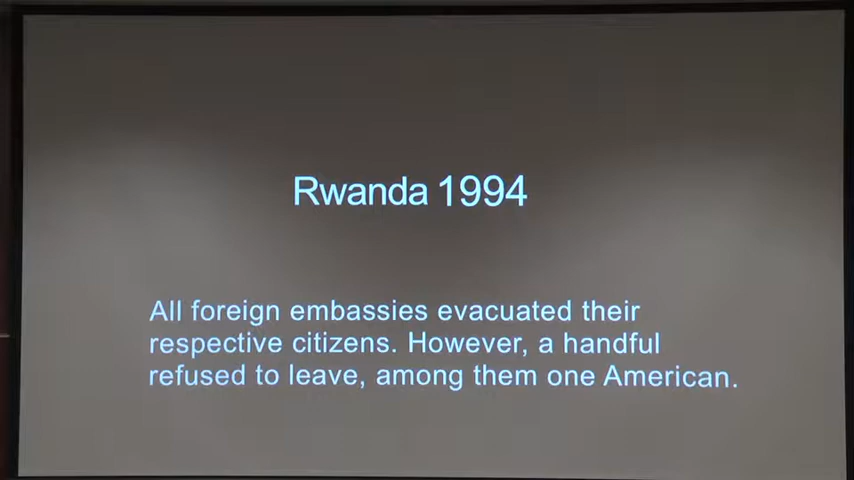 Rwanda 1994
All foreign embassies evacuated their
respective citizens. However, a handful
refused to leave, among them one American.